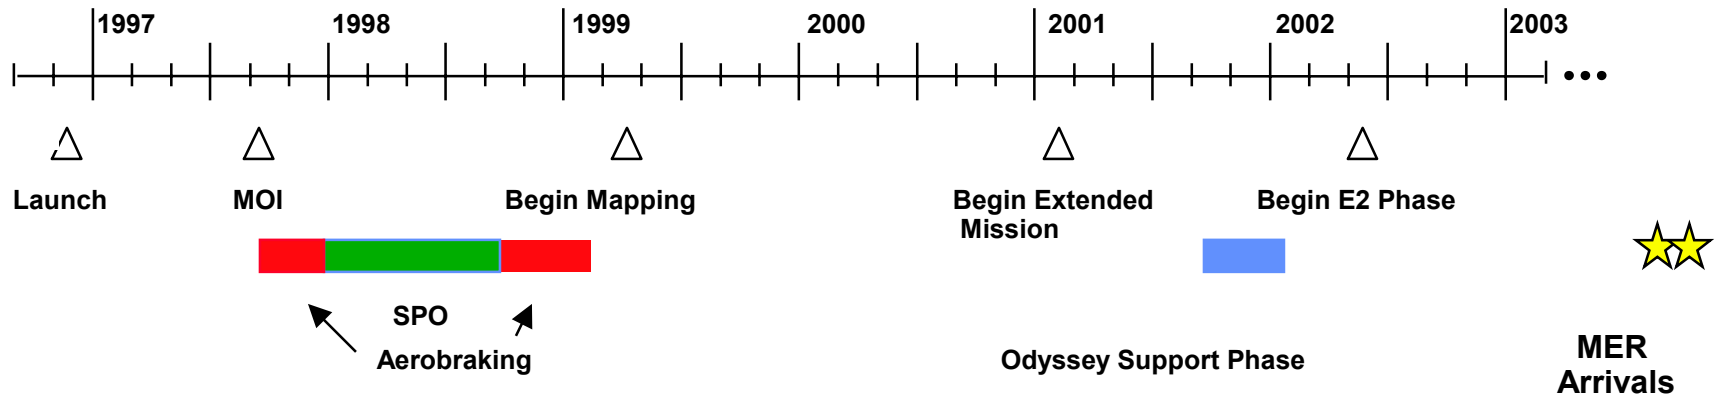 1997 1998 1999 2000 2001 2002 2003
Launch MOI Begin Mapping Begin Extended Begin E2 Phase
Mission
SPO
Aerobraking Odyssey Support Phase MER
Arrivals